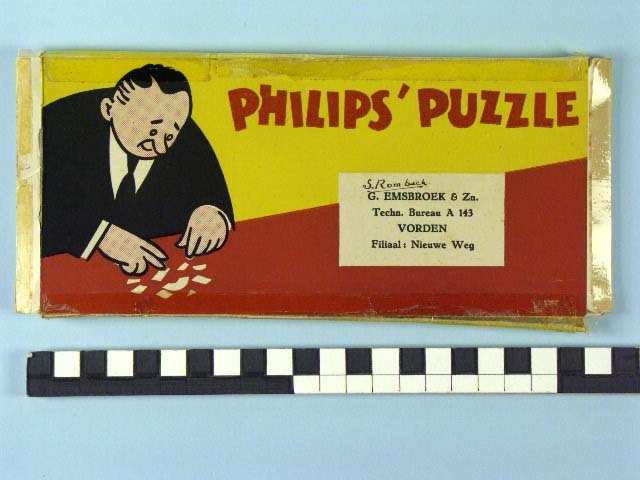 PHILIPS' PUZZLE
S. Rombach
G. EMSBROEK & Zn.
Techn. Bureau A 143
VORDEN
Filiaal: Nieuwe Weg